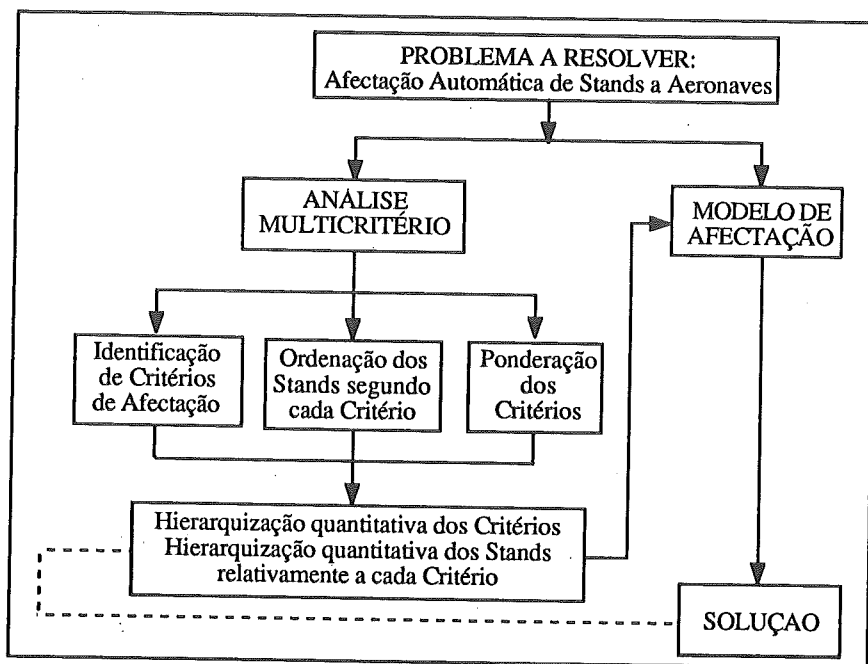 PROBLEMA A RESOLVER:
Afectação Automática de Stands a Aeronaves
ANÁLISE
MULTICRITÉRIO
MODELO DE
AFECTAÇÃO
Identificação
de Critérios
de Afectação
Ordenação dos
Stands segundo
cada Critério
Ponderação
dos
Critérios
Hierarquização quantitativa dos Critérios
Hierarquização quantitativa dos Stands
relativamente a cada Critério
SOLUÇAO